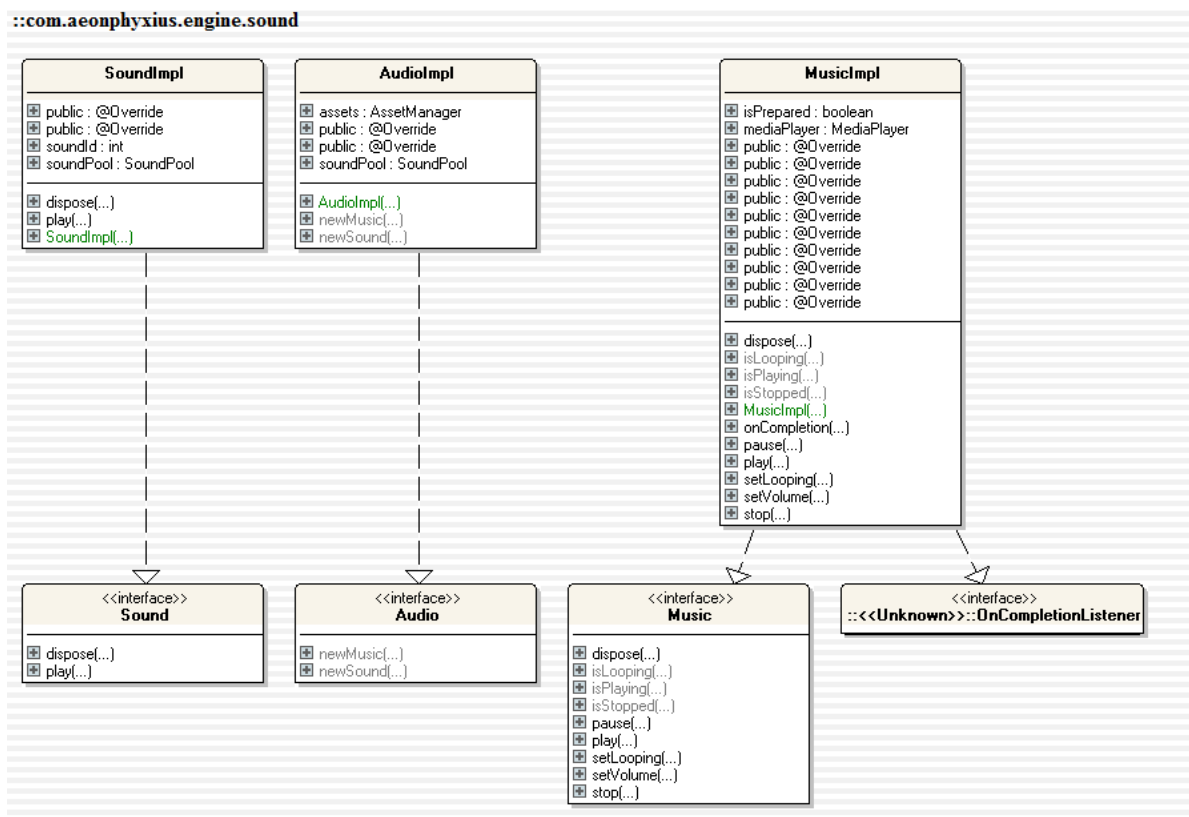 ::com.aeonphyxius.engine.sound
SoundImpl
public : @Override
public : @Override
soundId : int
soundPool : SoundPool
dispose(...)
play(...)
SoundImpl(...)
AudioImpl
assets : AssetManager
public : @Override
public : @Override
soundPool : SoundPool
AudioImpl(...)
newMusic(...)
newSound(...)
MusicImpl
isPrepared : boolean
mediaPlayer : MediaPlayer
public : @Override
public : @Override
public : @Override
public : @Override
public : @Override
public : @Override
public : @Override
public : @Override
public : @Override
public : @Override
dispose(...)
isLooping(...)
isPlaying(...)
isStopped(...)
MusicImpl(...)
onCompletion(...)
pause(...)
play(...)
setLooping(...)
setVolume(...)
stop(...)
<<interface>>
Sound
dispose(...)
play(...)
<<interface>>
Audio
newMusic(...)
newSound(...)
<<interface>>
Music
dispose(...)
isLooping(...)
isPlaying(...)
isStopped(...)
pause(...)
play(...)
setLooping(...)
setVolume(...)
stop(...)
<<interface>>
::<<Unknown>>::OnCompletionListener